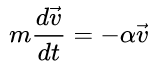 m dv⃗/dt = −αv⃗